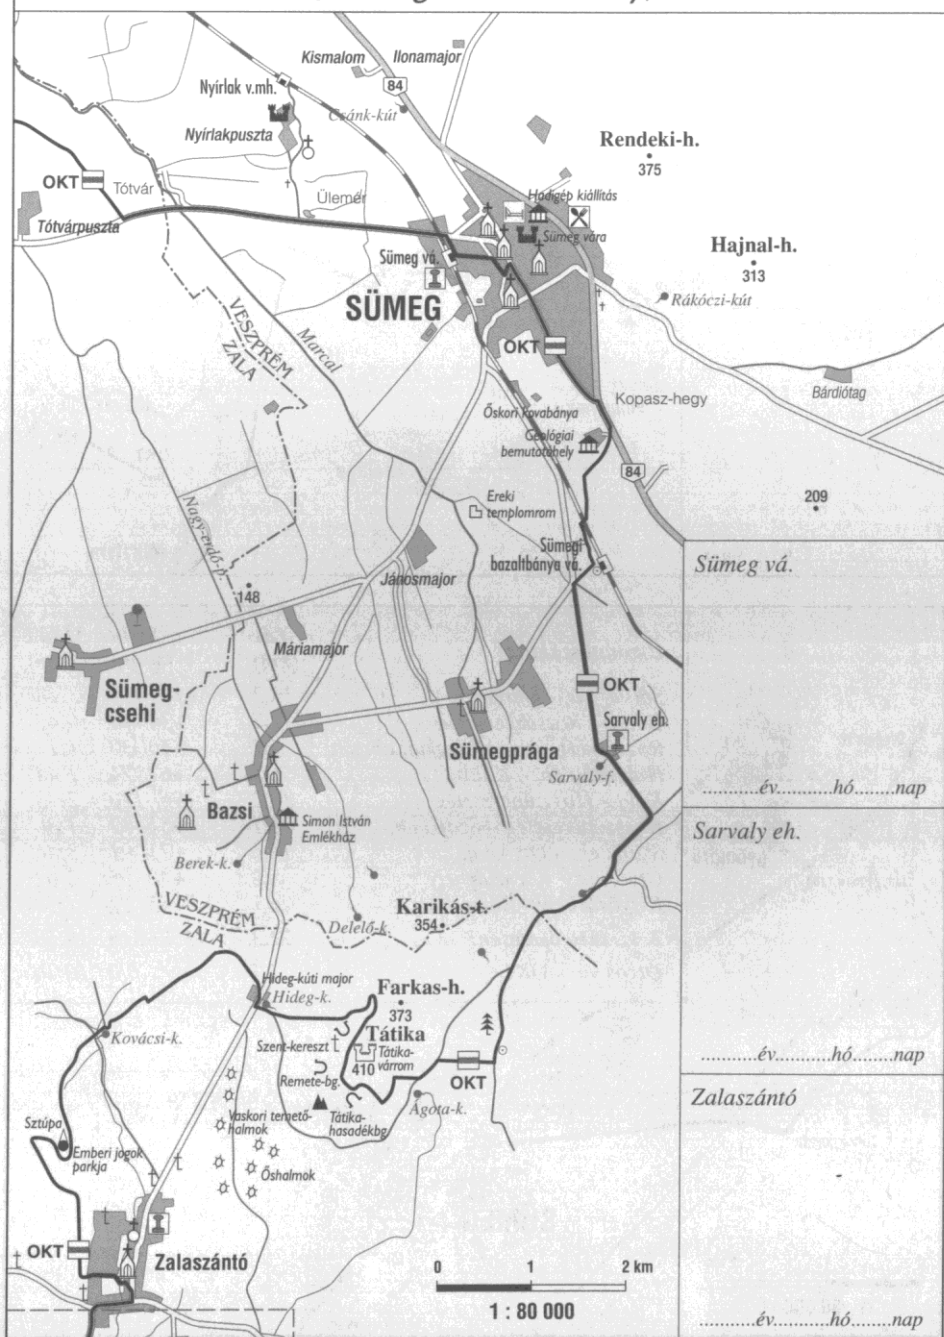 Kismalom
Ilonamajor
84
Nyírlak v.mh.
Csánk-kút
Nyírlakpuszta
Rendeki-h.
375
OKT
Tótvár
Ülemér
Hadigép kiállítás
Tótvárpuszta
Sümeg vára
Sümeg vá.
Hajnal-h.
313
SÜMEG
Rákóczi-kút
VESZPRÉM
ZALA
Marcal
OKT
Bárdiótag
Kopasz-hegy
Őskori kovabánya
Geológiai
bemutatóhely
84
Ereki
templomrom
209
Nagy-erdő-p.
Sümegi
bazaltbánya vá.
Jánosmajor
148
Máriamajor
Sümeg-
csehi
OKT
Sarvaly eh.
Sümegprága
Sarvaly-f.
Bazsi
Simon István
Emlékház
Berek-k.
VESZPRÉM
ZALA
Delelő-k.
Karikás-t.
354
Hideg-kúti major
Hideg-k.
Farkas-h.
373
Kovácsi-k.
Szent-kereszt
Tátika
410
Tátika-
várrom
Remete-bg.
OKT
Ágota-k.
Vaskori temető-
halmok
Tátika-
hasadékbg.
Sztúpa
Emberi jogok
parkja
Őshalmok
OKT
Zalaszántó
0 1 2 km
1 : 80 000
Sümeg vá.
...........év..........hó........nap
Sarvaly eh.
...........év..........hó........nap
Zalaszántó
...........év..........hó........nap